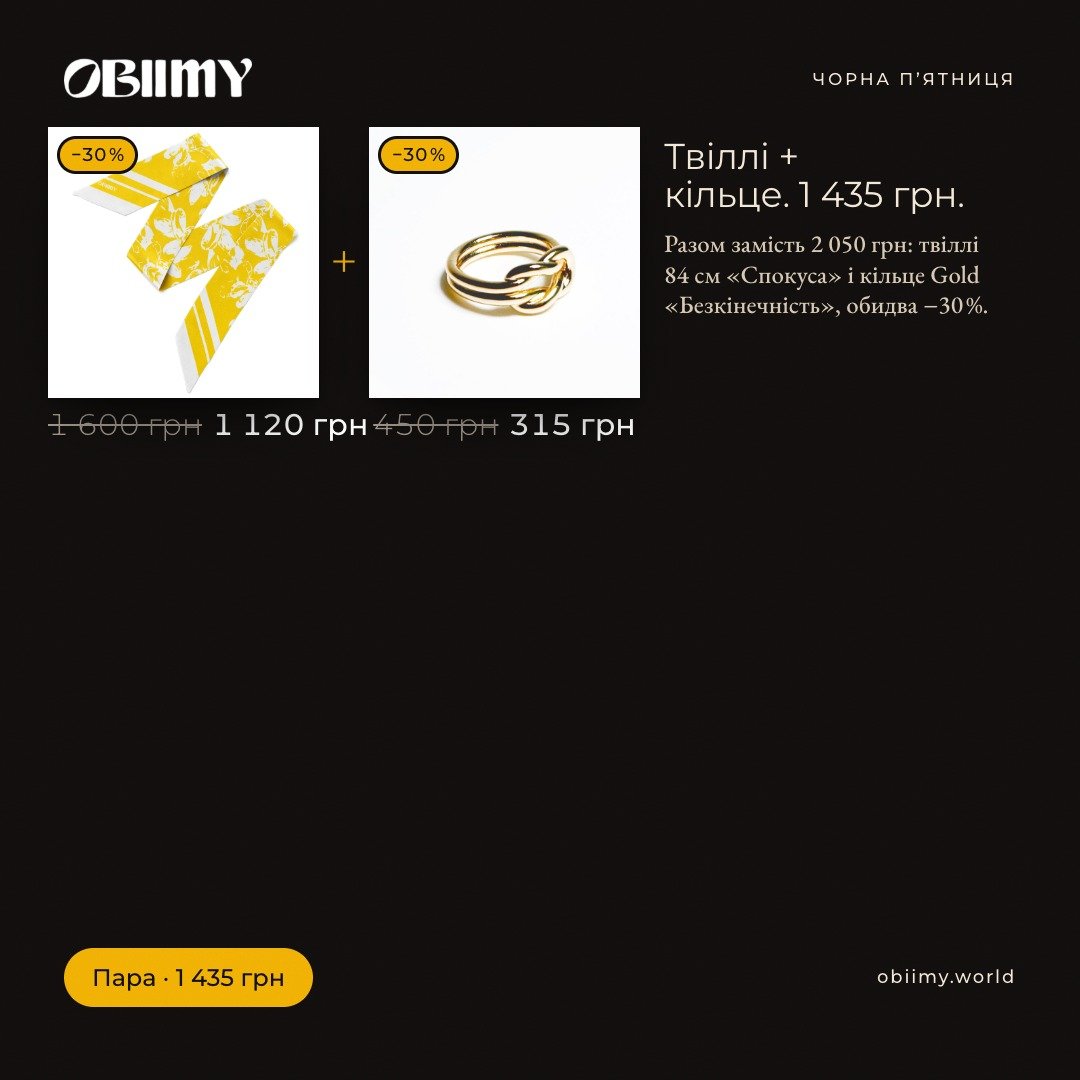 OBIIMY
ЧОРНА П’ЯТНИЦЯ
−30%
−30%
+
1 600 грн 1 120 грн
450 грн 315 грн
Твіллі +
кільце. 1 435 грн.
Разом замість 2 050 грн: твіллі
84 см «Спокуса» і кільце Gold
«Безкінечність», обидва −30%.
Пара · 1 435 грн
obiimy.world